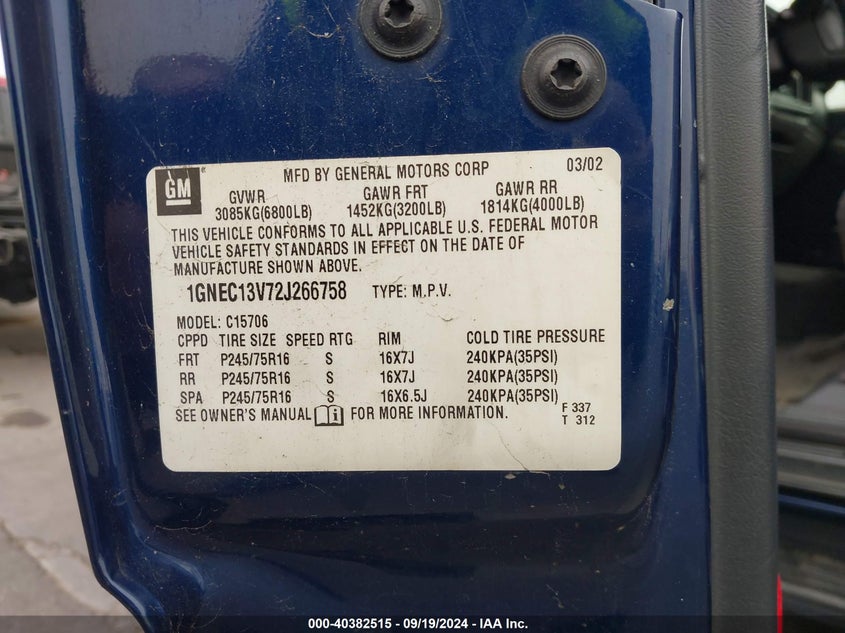 GM MFD BY GENERAL MOTORS CORP 03/02
GVWR GAWR FRT GAWR RR
3085KG(6800LB) 1452KG(3200LB) 1814KG(4000LB)
THIS VEHICLE CONFORMS TO ALL APPLICABLE U.S. FEDERAL MOTOR
VEHICLE SAFETY STANDARDS IN EFFECT ON THE DATE OF
MANUFACTURE SHOWN ABOVE.
1GNEC13V72J266758 TYPE: M.P.V.
MODEL: C15706
CPPD TIRE SIZE SPEED RTG RIM COLD TIRE PRESSURE
FRT P245/75R16 S 16X7J 240KPA(35PSI)
RR P245/75R16 S 16X7J 240KPA(35PSI)
SPA P245/75R16 S 16X6.5J 240KPA(35PSI)
SEE OWNER'S MANUAL i FOR MORE INFORMATION. F 337
T 312
000-40382515 - 09/19/2024 - IAA Inc.